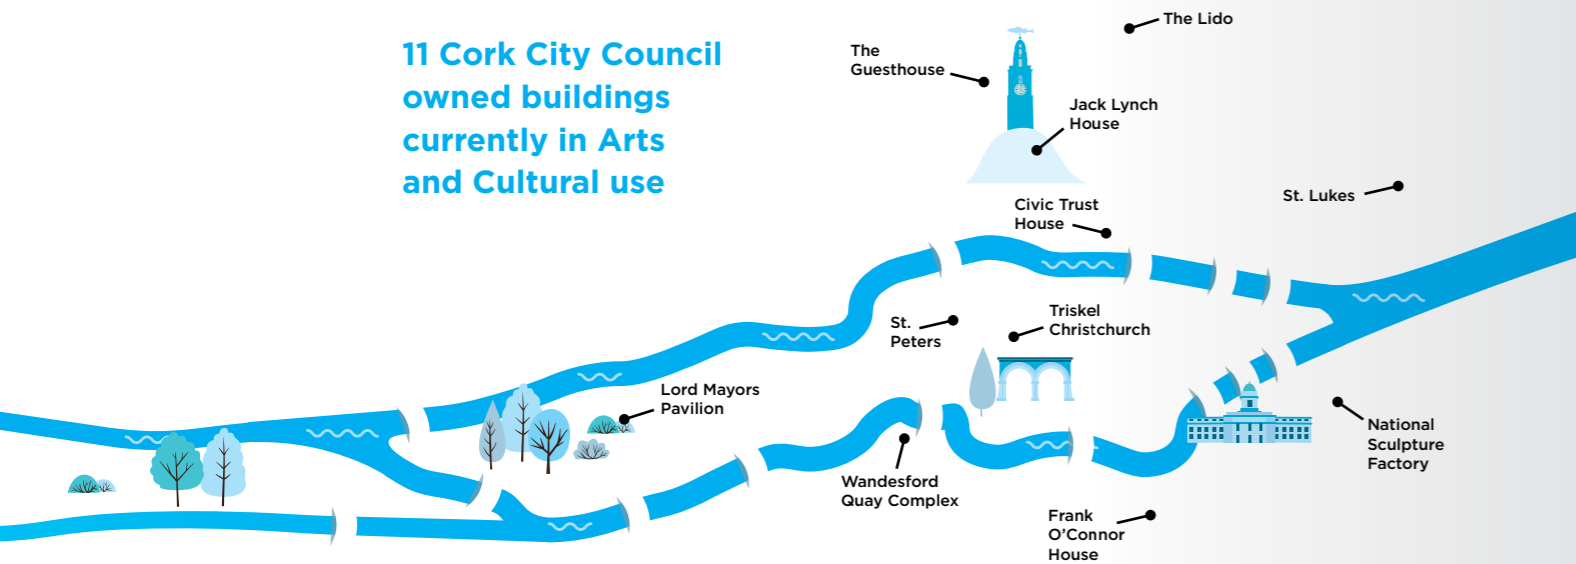 11 Cork City Council
owned buildings
currently in Arts
and Cultural use
The Lido
The
Guesthouse
Jack Lynch
House
Civic Trust
House
St. Lukes
St.
Peters
Triskel
Christchurch
Lord Mayors
Pavilion
Wandesford
Quay Complex
National
Sculpture
Factory
Frank
O’Connor
House